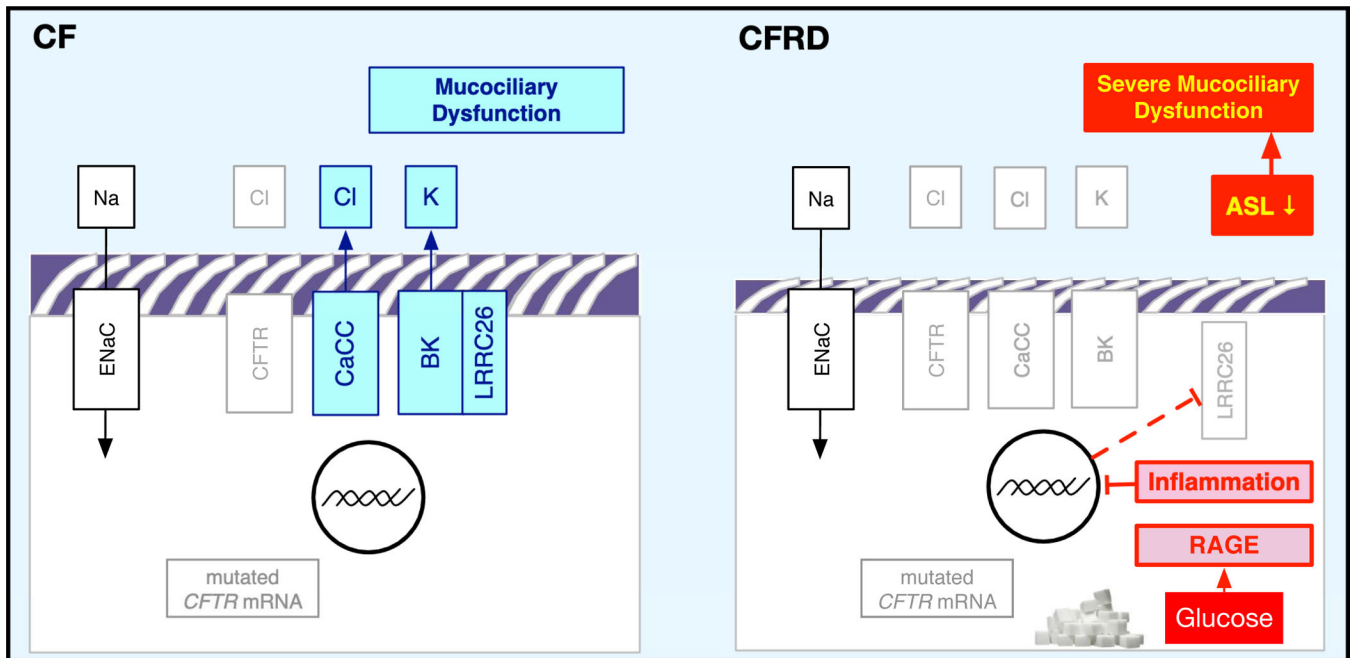 CF
Mucociliary
Dysfunction
Na
Cl
Cl
K
ENaC
CFTR
CaCC
BK
LRRC26
mutated
CFTR mRNA
CFRD
Severe Mucociliary
Dysfunction
ASL ↓
Na
Cl
Cl
K
ENaC
CFTR
CaCC
BK
LRRC26
Inflammation
RAGE
Glucose
mutated
CFTR mRNA